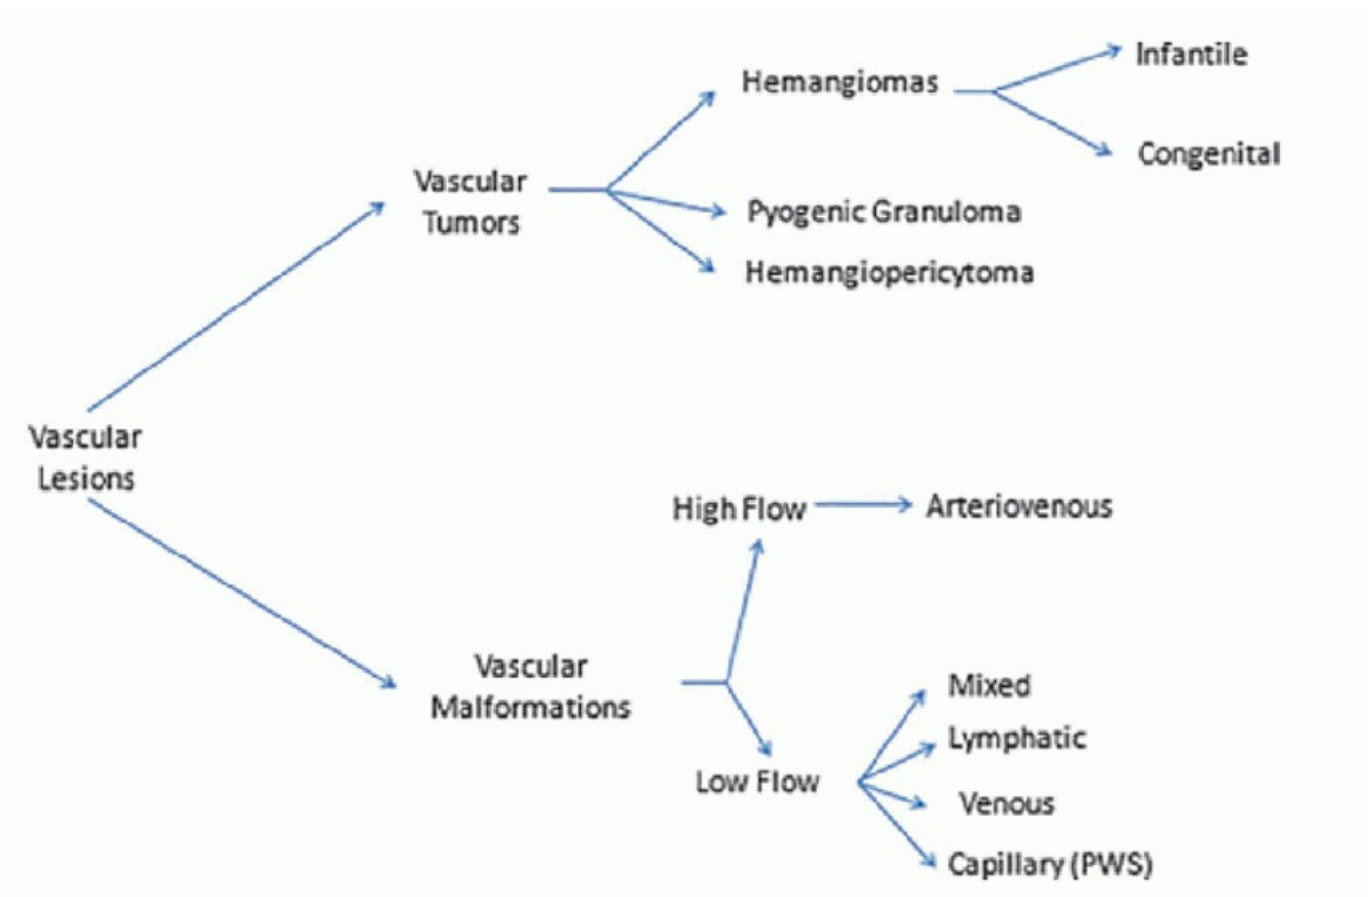 Infantile
Hemangiomas
Congenital
Vascular
Tumors
Pyogenic Granuloma
Hemangiopericytoma
Vascular
Lesions
High Flow
Arteriovenous
Vascular
Malformations
Mixed
Lymphatic
Low Flow
Venous
Capillary (PWS)